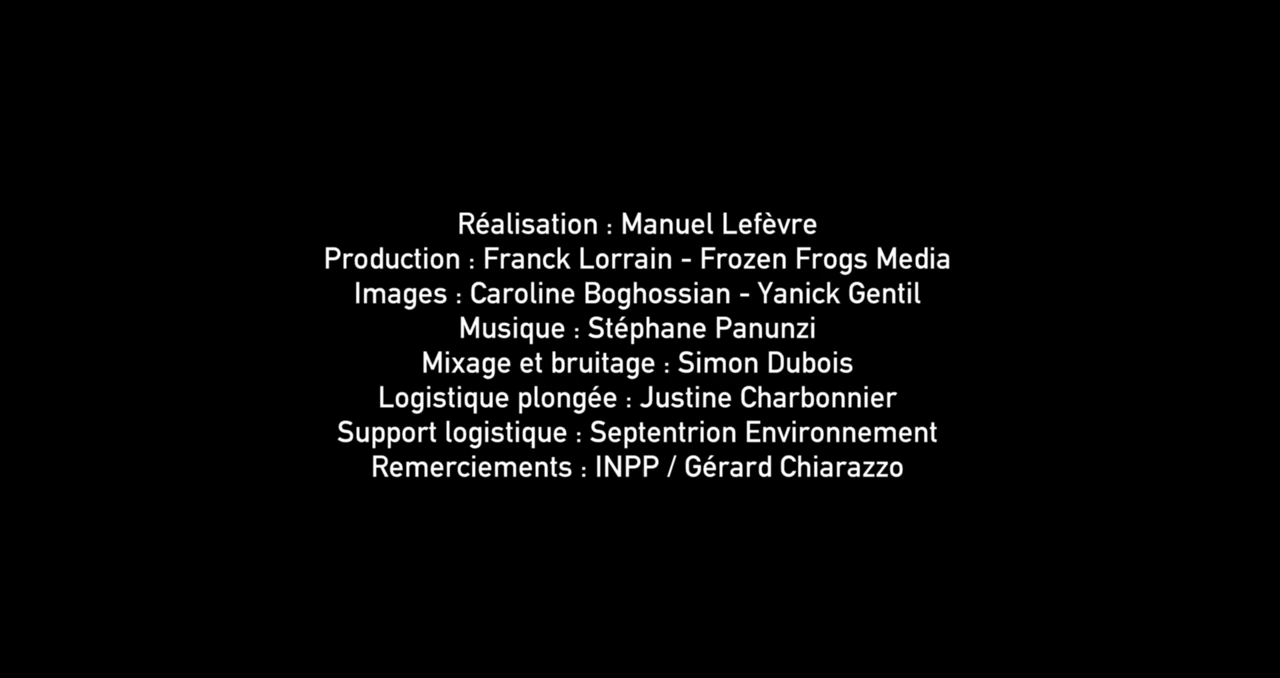 Réalisation : Manuel Lefèvre
Production : Franck Lorrain - Frozen Frogs Media
Images : Caroline Boghossian - Yanick Gentil
Musique : Stéphane Panunzi
Mixage et bruitage : Simon Dubois
Logistique plongée : Justine Charbonnier
Support logistique : Septentrion Environnement
Remerciements : INPP / Gérard Chiarazzo